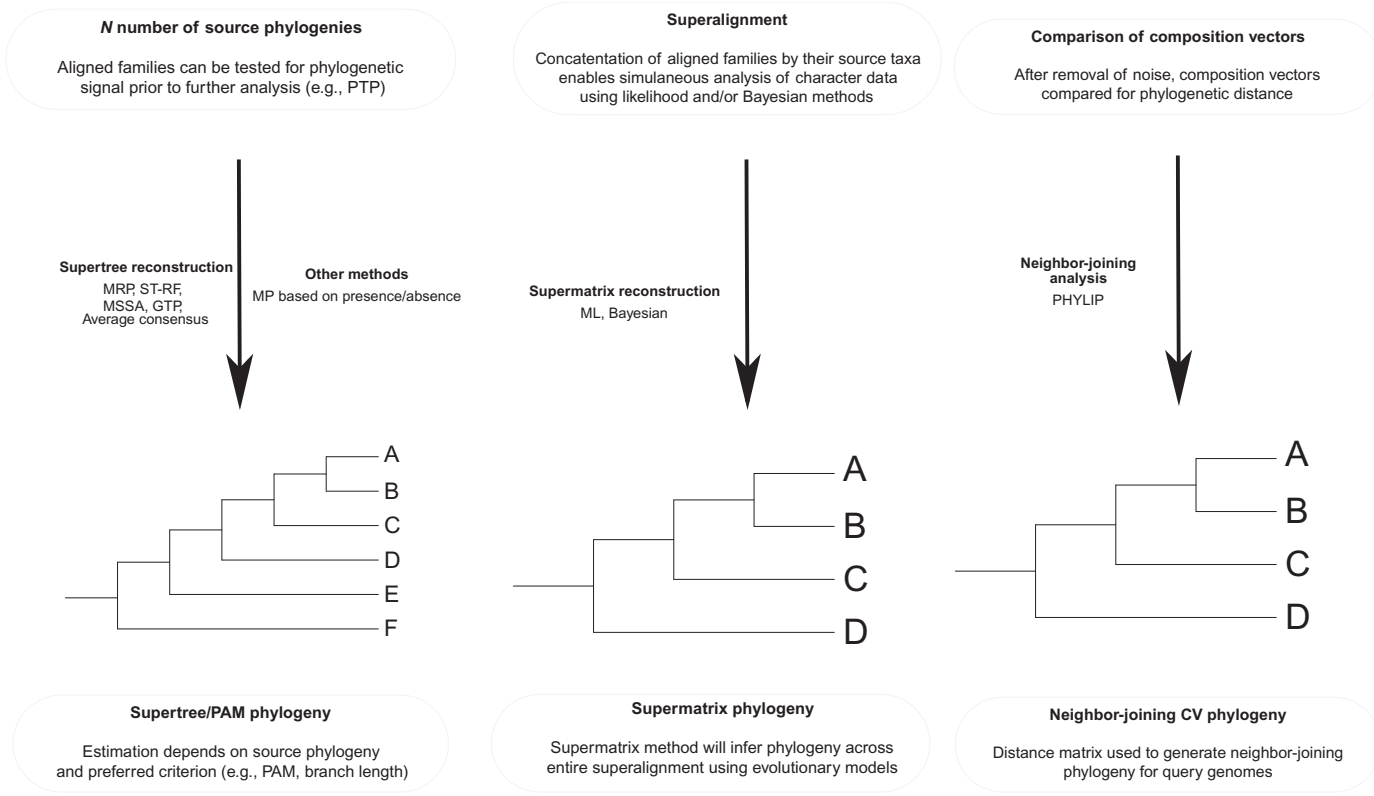 N number of source phylogenies
Aligned families can be tested for phylogenetic
signal prior to further analysis (e.g., PTP)
Superalignment
Concatentation of aligned families by their source taxa
enables simulaneous analysis of character data
using likelihood and/or Bayesian methods
Comparison of composition vectors
After removal of noise, composition vectors
compared for phylogenetic distance
Supertree reconstruction
MRP, ST-RF,
MSSA, GTP,
Average consensus
Other methods
MP based on presence/absence
Supermatrix reconstruction
ML, Bayesian
Neighbor-joining
analysis
PHYLIP
A
B
C
D
E
F
A
B
C
D
A
B
C
D
Supertree/PAM phylogeny
Estimation depends on source phylogeny
and preferred criterion (e.g., PAM, branch length)
Supermatrix phylogeny
Supermatrix method will infer phylogeny across
entire superalignment using evolutionary models
Neighbor-joining CV phylogeny
Distance matrix used to generate neighbor-joining
phylogeny for query genomes